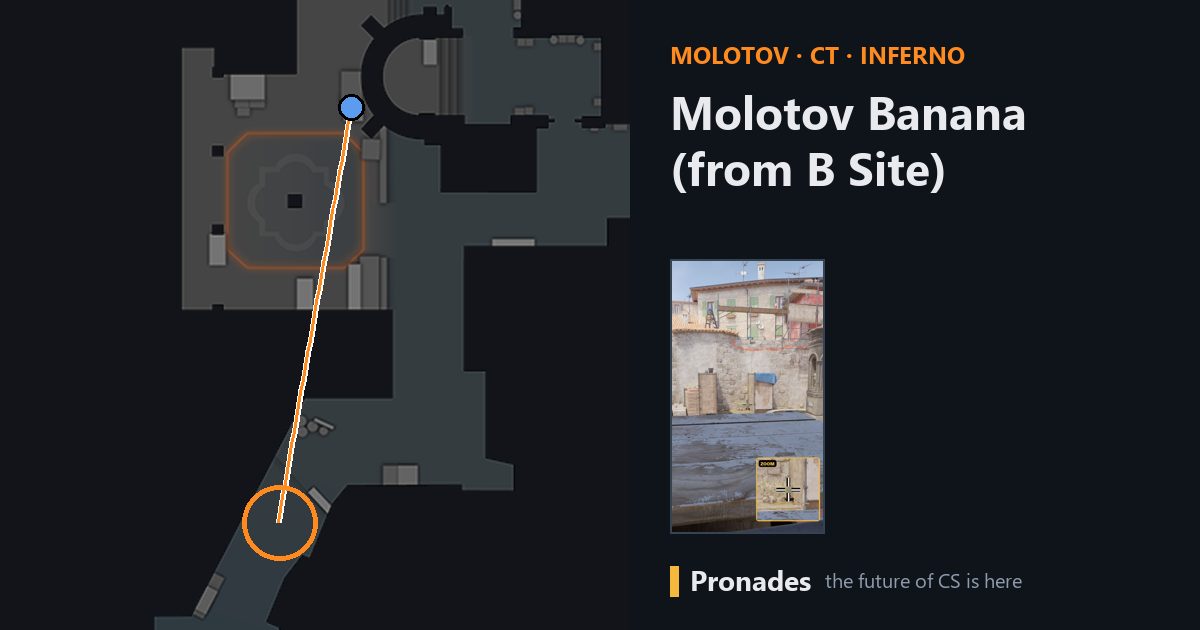 MOLOTOV · CT · INFERNO
Molotov Banana
(from B Site)
ZOOM
Pronades the future of CS is here